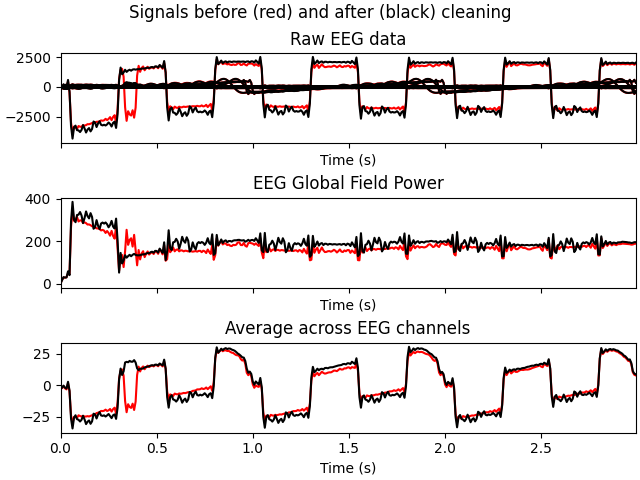 Signals before (red) and after (black) cleaning
Raw EEG data
2500
0
−2500
Time (s)
EEG Global Field Power
400
200
0
Time (s)
Average across EEG channels
25
0
−25
0.0 0.5 1.0 1.5 2.0 2.5
Time (s)